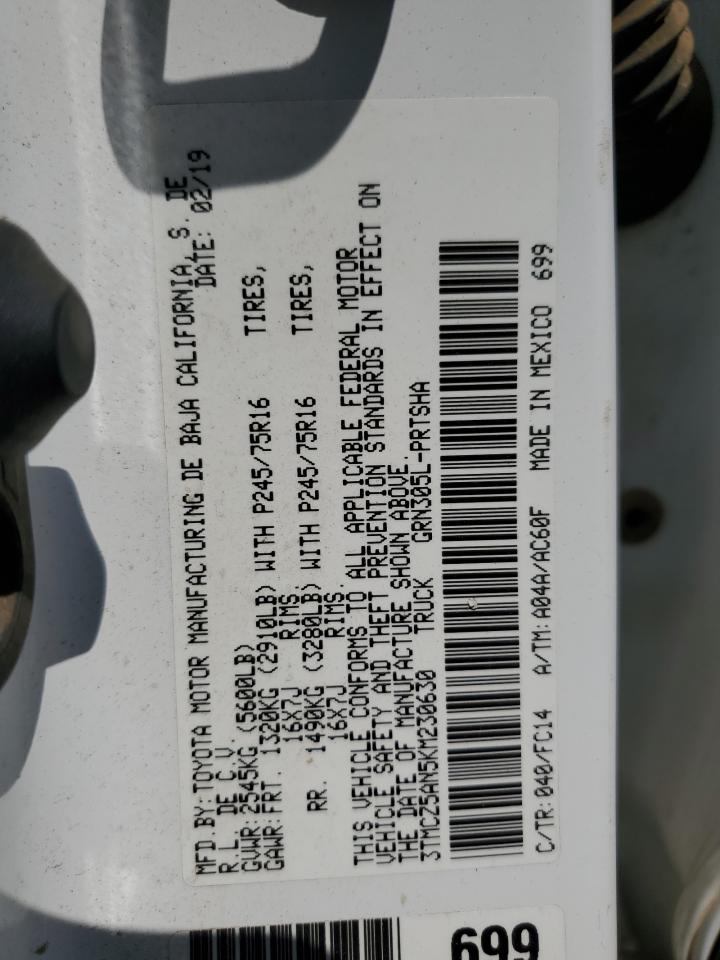 MFD.BY:TOYOTA MOTOR MANUFACTURING DE BAJA CALIFORNIA, S. DE
R.L. DE C.V. DATE: 02/19
GVWR:2545KG (5600LB)
GAWR:FRT. 1320KG (2910LB) WITH P245/75R16 TIRES,
16X7J RIMS.
RR. 1490KG (3280LB) WITH P245/75R16 TIRES,
16X7J RIMS
THIS VEHICLE CONFORMS TO ALL APPLICABLE FEDERAL MOTOR
VEHICLE SAFETY AND THEFT PREVENTION STANDARDS IN EFFECT ON
THE DATE OF MANUFACTURE SHOWN ABOVE.
3TMCZ5AN5KM230630 TRUCK GRN305L-PRTSHA
C/TR:040/FC14 A/TM:A04A/AC60F MADE IN MEXICO 699
699